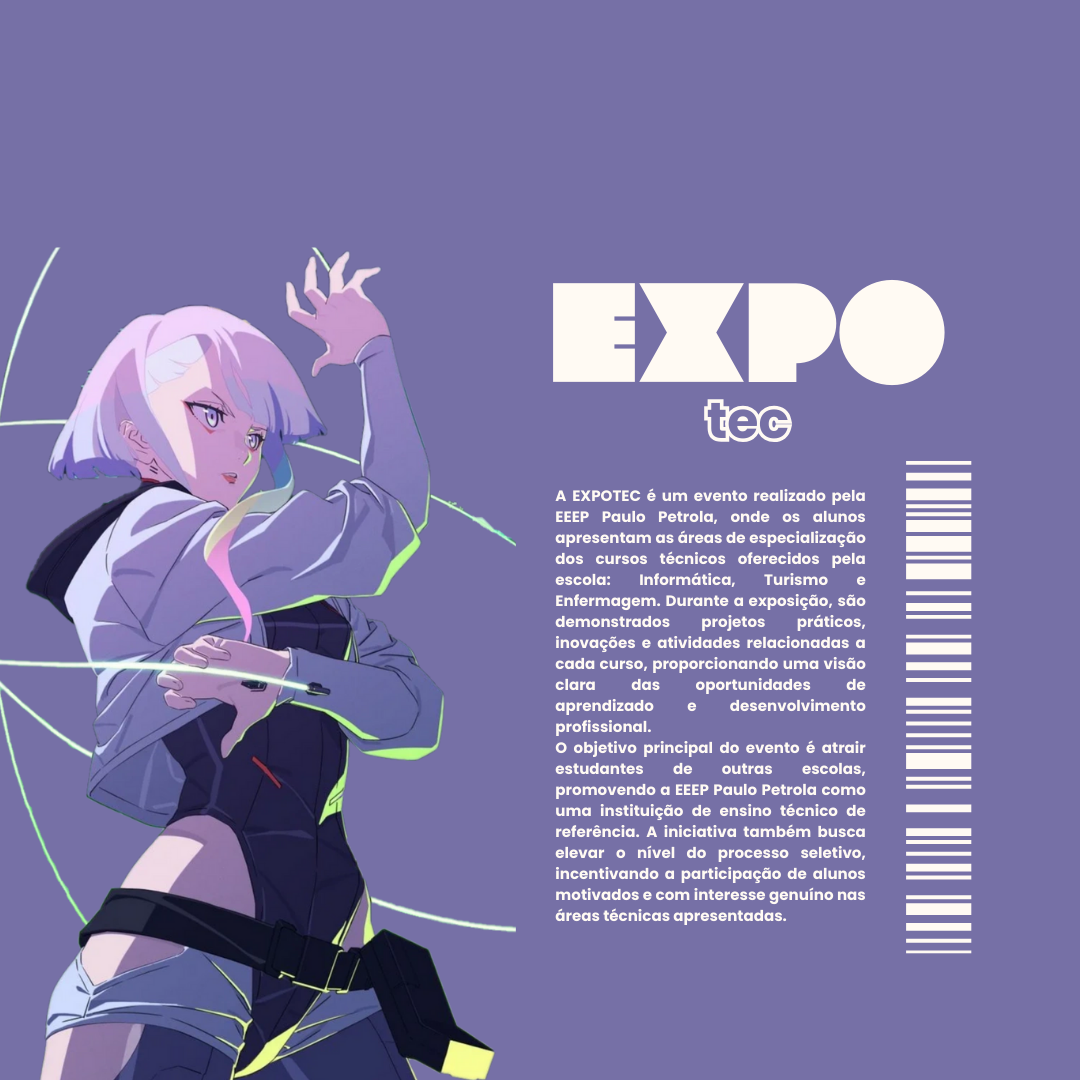 EXPO
tec
A EXPOTEC é um evento realizado pela
EEEP Paulo Petrola, onde os alunos
apresentam as áreas de especialização
dos cursos técnicos oferecidos pela
escola: Informática, Turismo e
Enfermagem. Durante a exposição, são
demonstrados projetos práticos,
inovações e atividades relacionadas a
cada curso, proporcionando uma visão
clara das oportunidades de
aprendizado e desenvolvimento
profissional.
O objetivo principal do evento é atrair
estudantes de outras escolas,
promovendo a EEEP Paulo Petrola como
uma instituição de ensino técnico de
referência. A iniciativa também busca
elevar o nível do processo seletivo,
incentivando a participação de alunos
motivados e com interesse genuíno nas
áreas técnicas apresentadas.